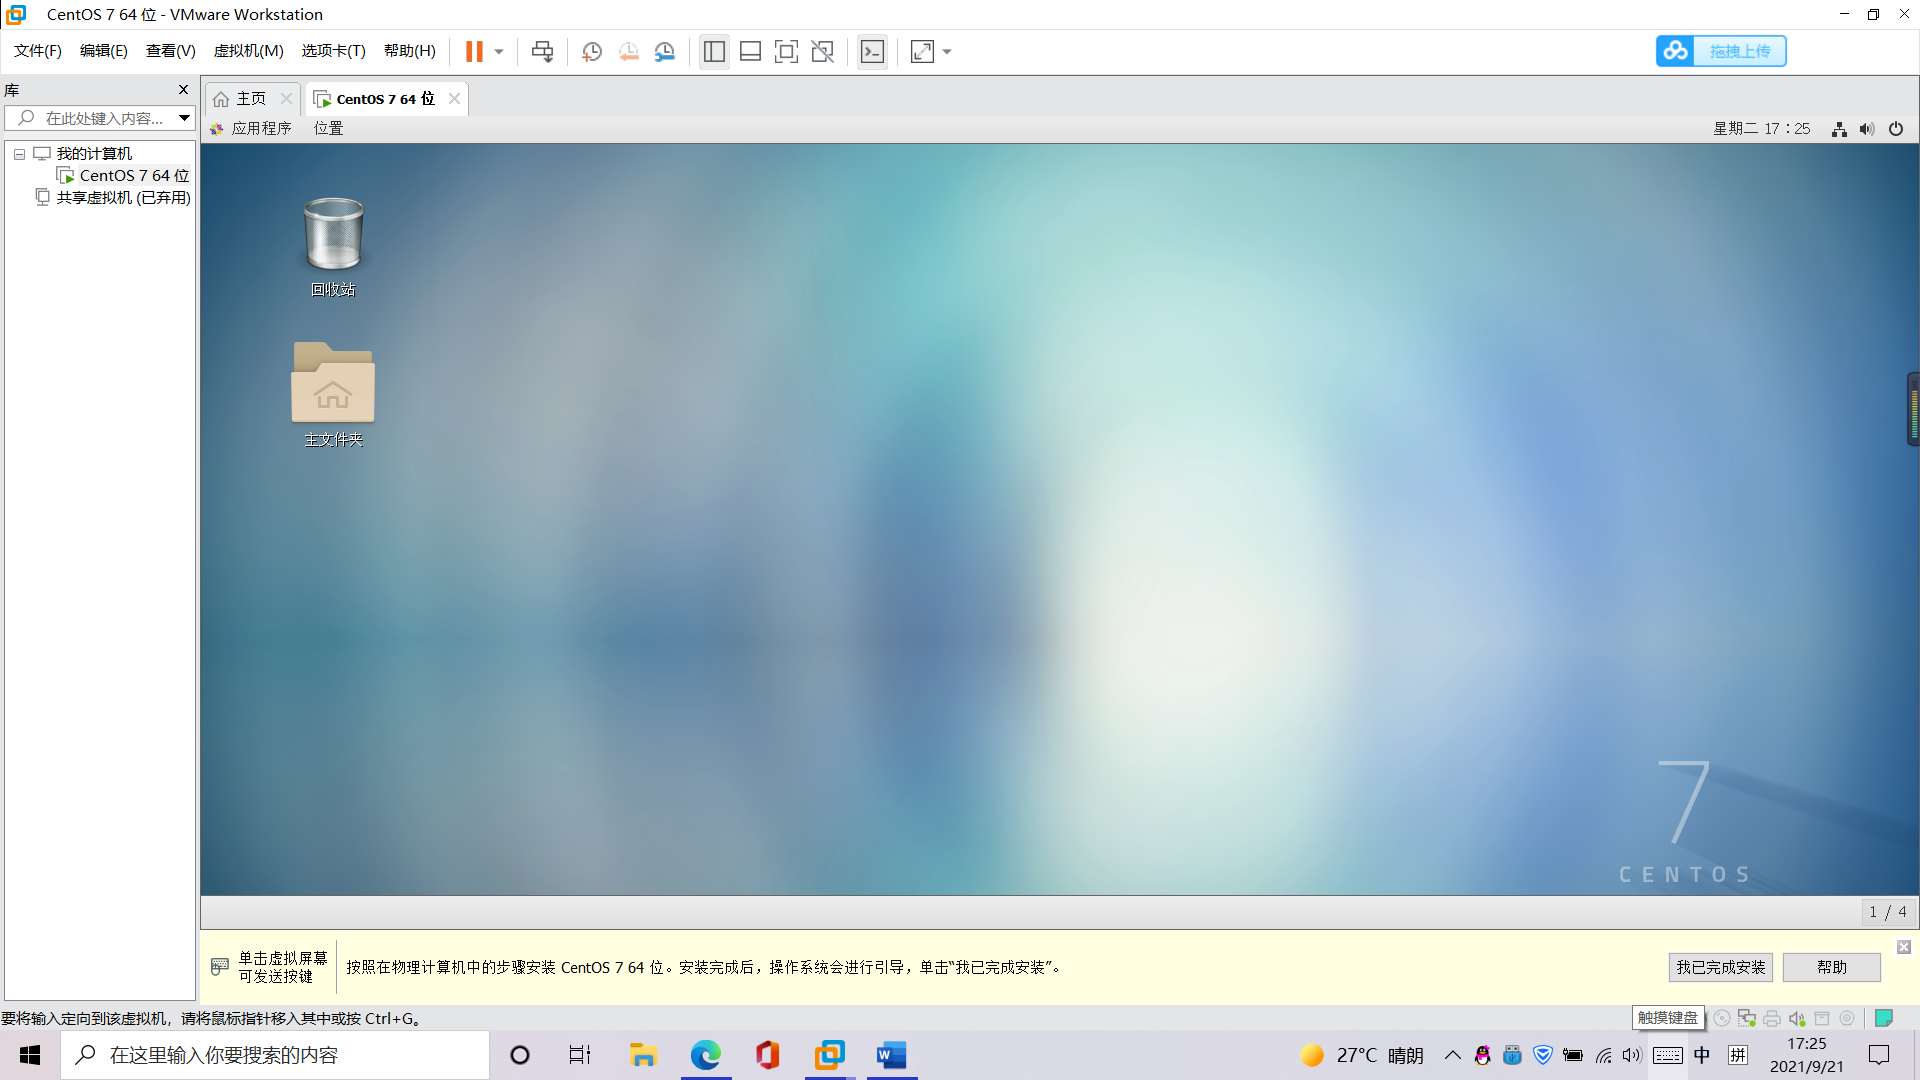 CentOS 7 64 位 - VMware Workstation
文件(F) 编辑(E) 查看(V) 虚拟机(M) 选项卡(T) 帮助(H)
拖拽上传
库
主页
CentOS 7 64 位
在此处键入内容...
应用程序 位置
星期二 17：25
我的计算机
CentOS 7 64 位
共享虚拟机 (已弃用)
回收站
主文件夹
7
CENTOS
1 / 4
单击虚拟屏幕
可发送按键
按照在物理计算机中的步骤安装 CentOS 7 64 位。安装完成后，操作系统会进行引导，单击“我已完成安装”。
我已完成安装
帮助
要将输入定向到该虚拟机，请将鼠标指针移入其中或按 Ctrl+G。
触摸键盘
在这里输入你要搜索的内容
27°C 晴朗
中
拼
17:25
2021/9/21